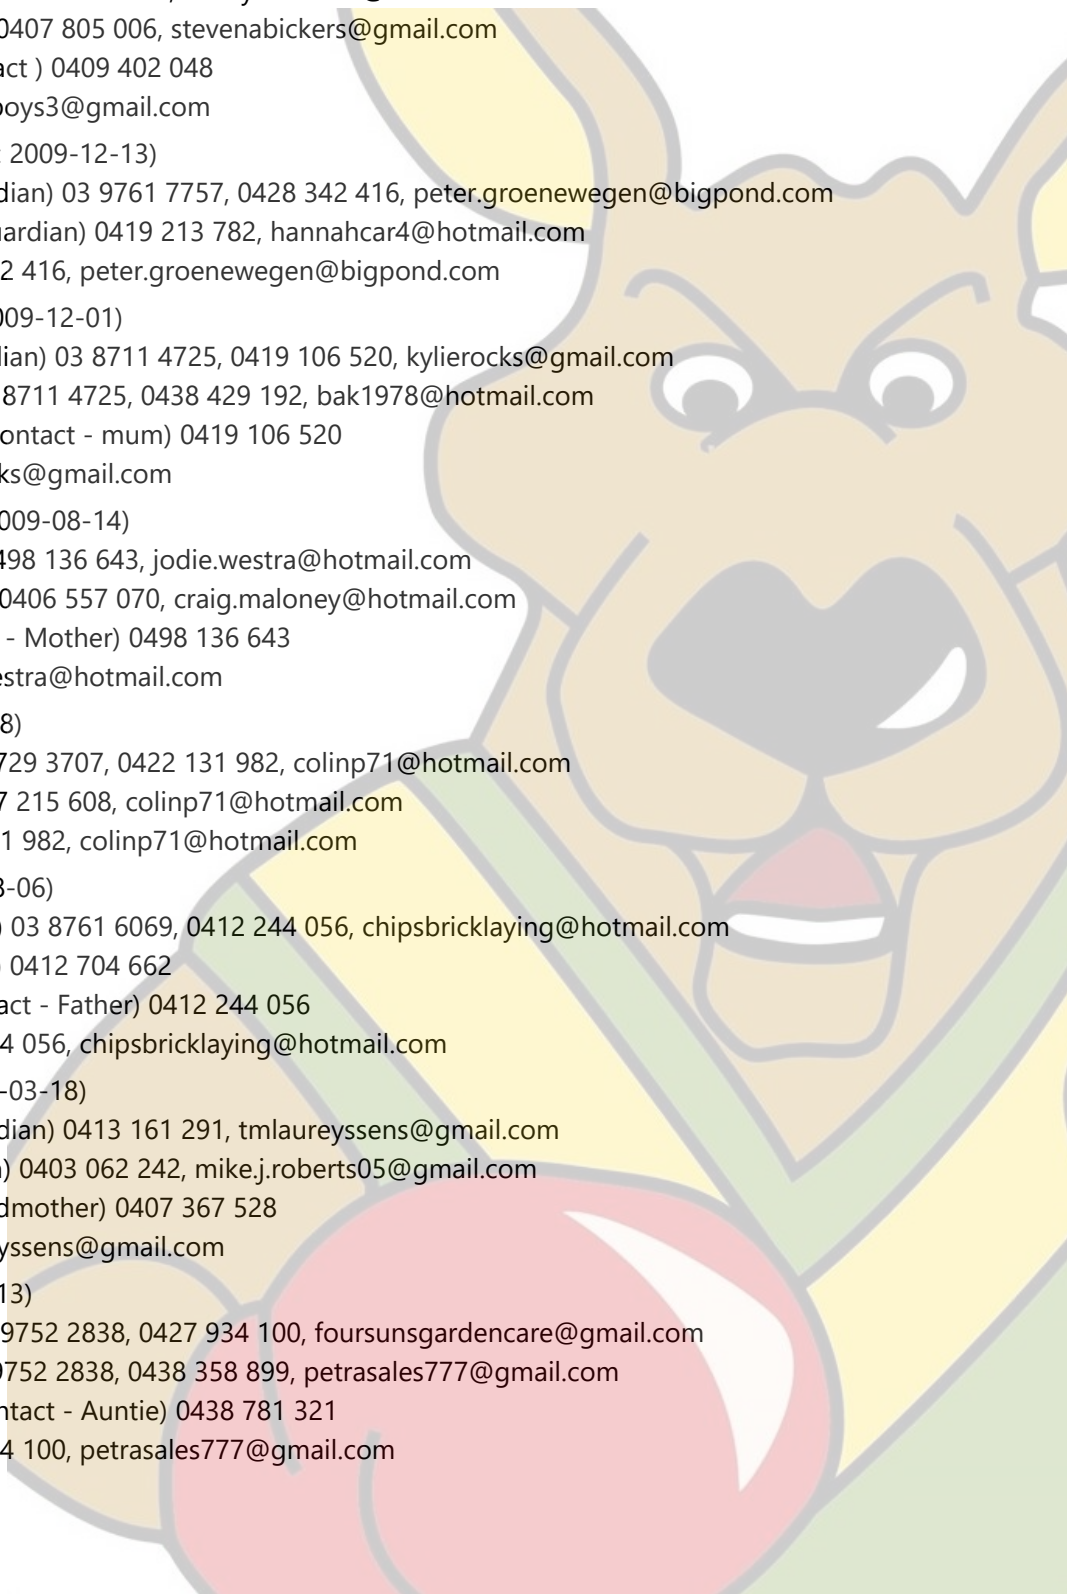 0407 805 006, stevenabickers@gmail.com
act ) 0409 402 048
boys3@gmail.com
2009-12-13)
dian) 03 9761 7757, 0428 342 416, peter.groenewegen@bigpond.com
ardian) 0419 213 782, hannahcar4@hotmail.com
2 416, peter.groenewegen@bigpond.com
009-12-01)
lian) 03 8711 4725, 0419 106 520, kylierocks@gmail.com
8711 4725, 0438 429 192, bak1978@hotmail.com
ontact - mum) 0419 106 520
ks@gmail.com
009-08-14)
498 136 643, jodie.westra@hotmail.com
0406 557 070, craig.maloney@hotmail.com
- Mother) 0498 136 643
estra@hotmail.com
8)
729 3707, 0422 131 982, colinp71@hotmail.com
7 215 608, colinp71@hotmail.com
1 982, colinp71@hotmail.com
3-06)
) 03 8761 6069, 0412 244 056, chipsbricklaying@hotmail.com
) 0412 704 662
act - Father) 0412 244 056
4 056, chipsbricklaying@hotmail.com
-03-18)
dian) 0413 161 291, tmlaureyssens@gmail.com
) 0403 062 242, mike.j.roberts05@gmail.com
dmother) 0407 367 528
yssens@gmail.com
13)
9752 2838, 0427 934 100, foursunsgardencare@gmail.com
9752 2838, 0438 358 899, petrasales777@gmail.com
ntact - Auntie) 0438 781 321
4 100, petrasales777@gmail.com